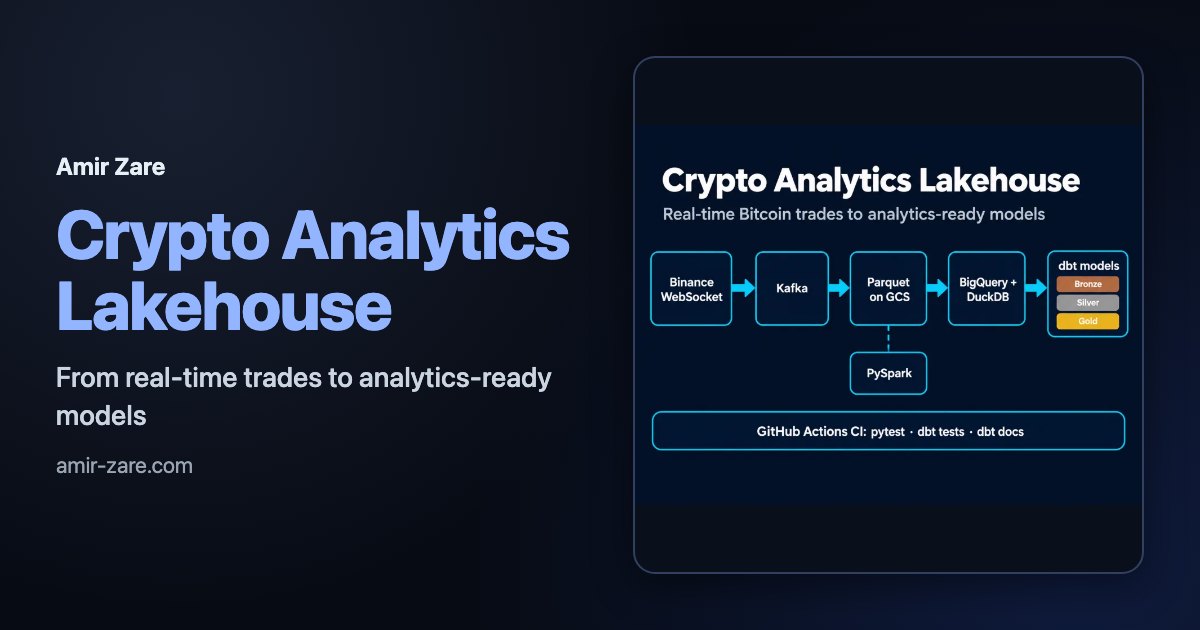 Amir Zare
Crypto Analytics
Lakehouse
From real-time trades to analytics-ready
models
amir-zare.com
Crypto Analytics Lakehouse
Real-time Bitcoin trades to analytics-ready models
Binance
WebSocket
Kafka
Parquet
on GCS
BigQuery +
DuckDB
dbt models
Bronze
Silver
Gold
PySpark
GitHub Actions CI: pytest · dbt tests · dbt docs